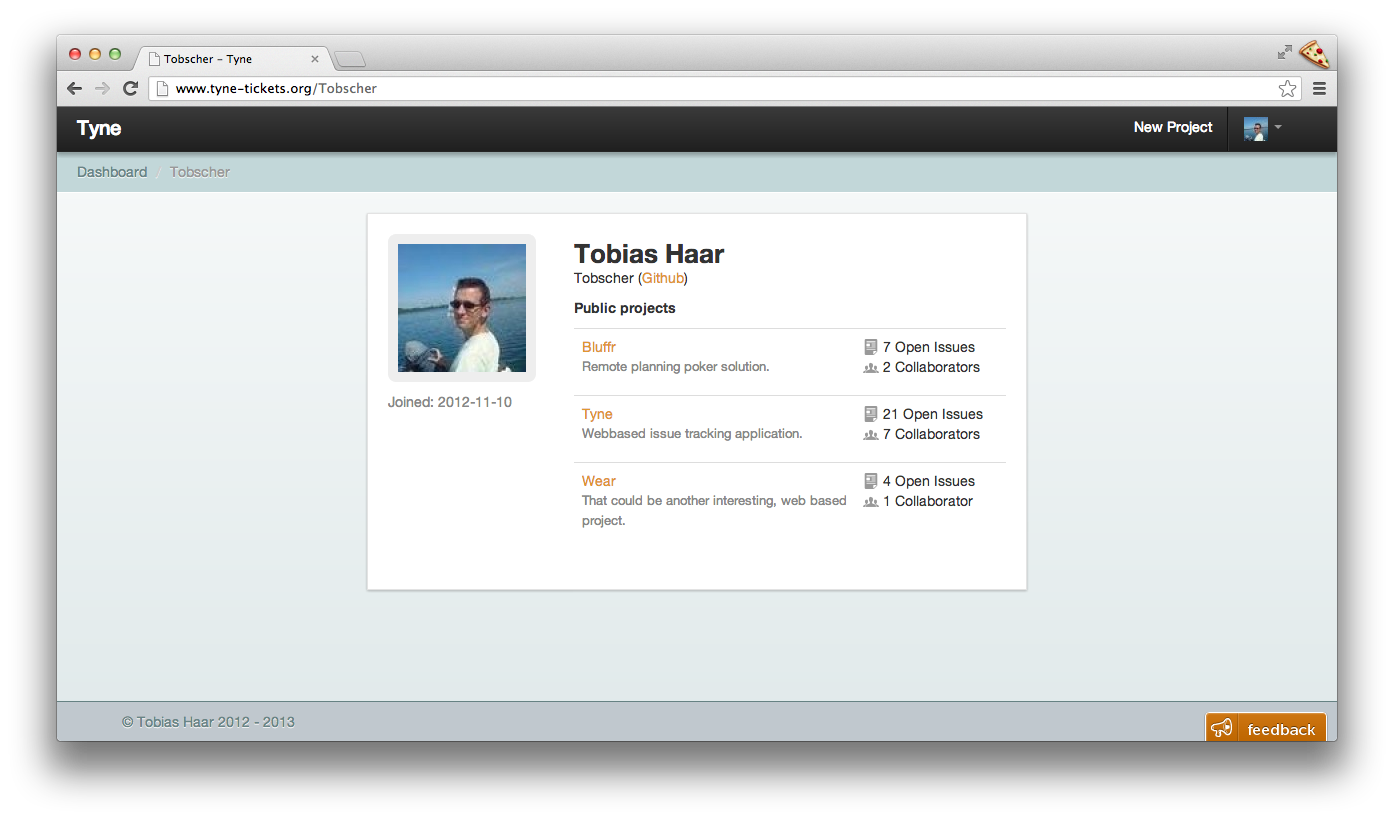 Tobscher – Tyne
www.tyne-tickets.org/Tobscher
Tyne
New Project
Dashboard / Tobscher
Tobias Haar
Tobscher (Github)
Public projects
Bluffr
Remote planning poker solution.
7 Open Issues
2 Collaborators
Joined: 2012-11-10
Tyne
Webbased issue tracking application.
21 Open Issues
7 Collaborators
Wear
That could be another interesting, web based
project.
4 Open Issues
1 Collaborator
© Tobias Haar 2012 - 2013
feedback